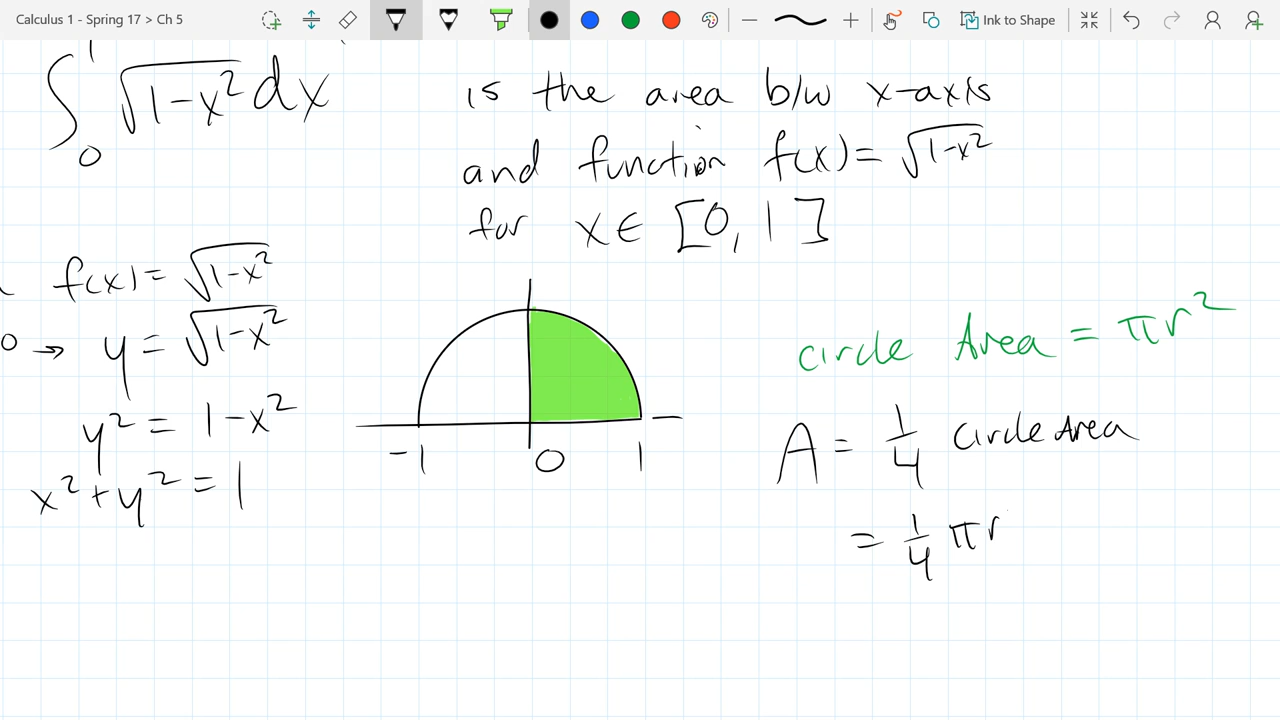 Calculus 1 - Spring 17 > Ch 5
Ink to Shape
∫₀¹ √(1-x²) dx
is the area b/w x-axis
and function f(x) = √(1-x²)
for x ∈ [0, 1]
f(x) = √(1-x²)
0 → y = √(1-x²)
y² = 1-x²
x² + y² = 1
-1 0 1
circle Area = πr²
A = 1/4 circle Area
= 1/4 πr